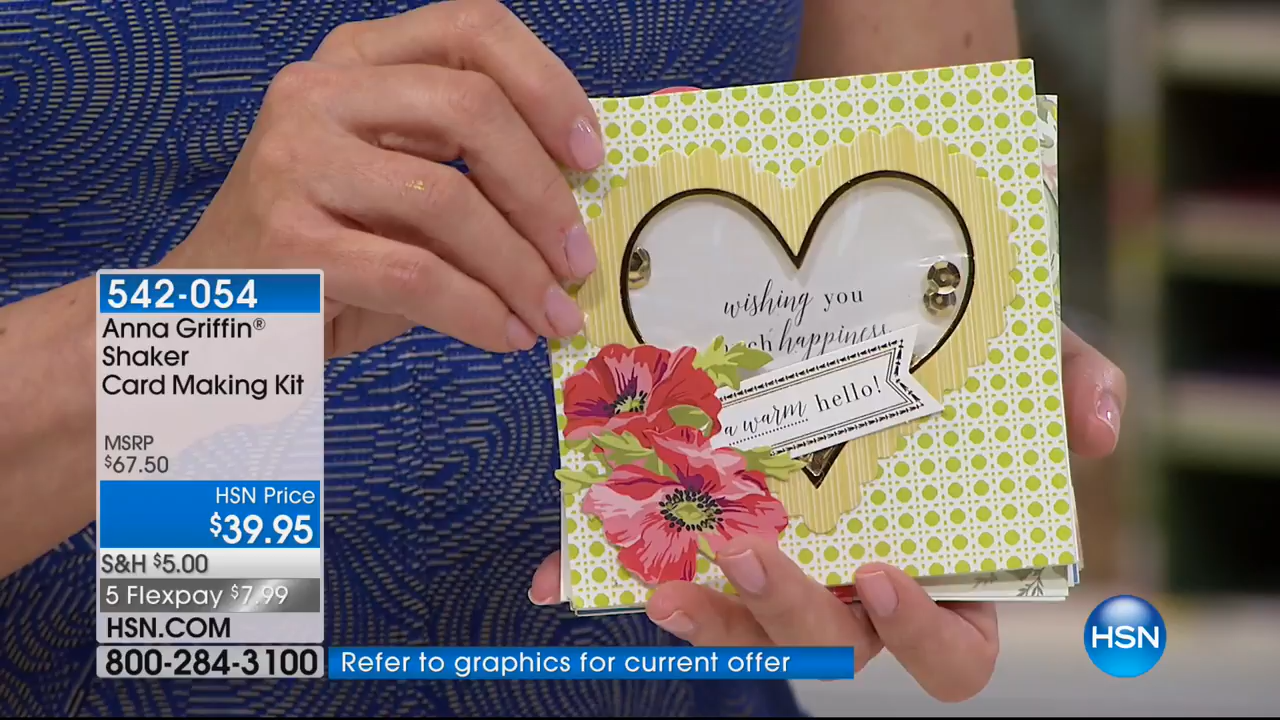 wishing you
happiness
a warm hello!
542-054
Anna Griffin®
Shaker
Card Making Kit
MSRP
$67.50
HSN Price
$39.95
S&H $5.00
5 Flexpay $7.99
HSN.COM
800-284-3100
Refer to graphics for current offer
HSN